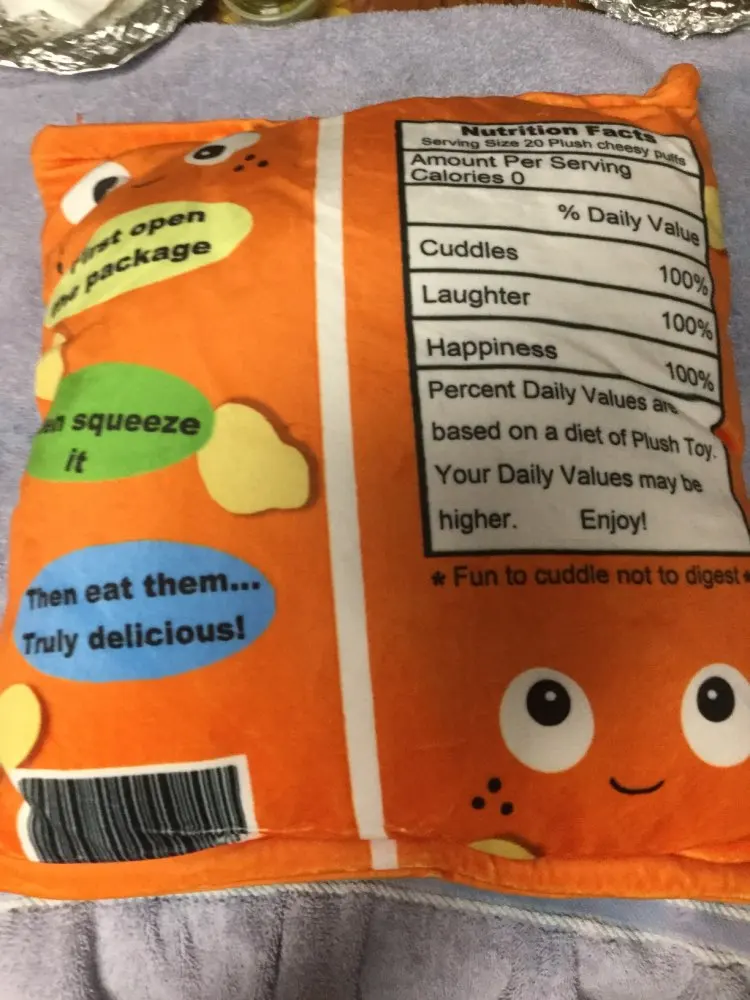 First open
the package
squeeze
it
Then eat them...
Truly delicious!
Nutrition Facts
Serving Size 20 Plush cheesy puffs
Amount Per Serving
Calories 0
% Daily Value
Cuddles 100%
Laughter 100%
Happiness 100%
Percent Daily Values are
based on a diet of Plush Toy.
Your Daily Values may be
higher. Enjoy!
* Fun to cuddle not to digest *